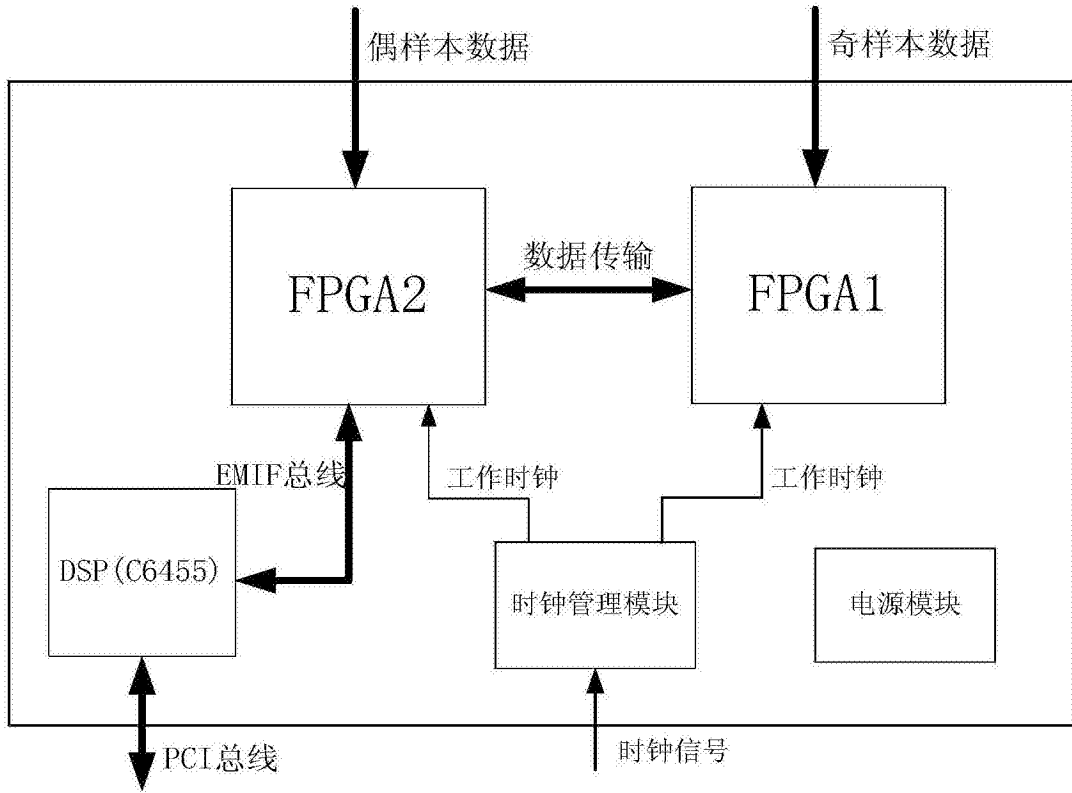 偶样本数据
奇样本数据
数据传输
FPGA2
FPGA1
EMIF总线
工作时钟
工作时钟
DSP(C6455)
时钟管理模块
电源模块
PCI总线
时钟信号